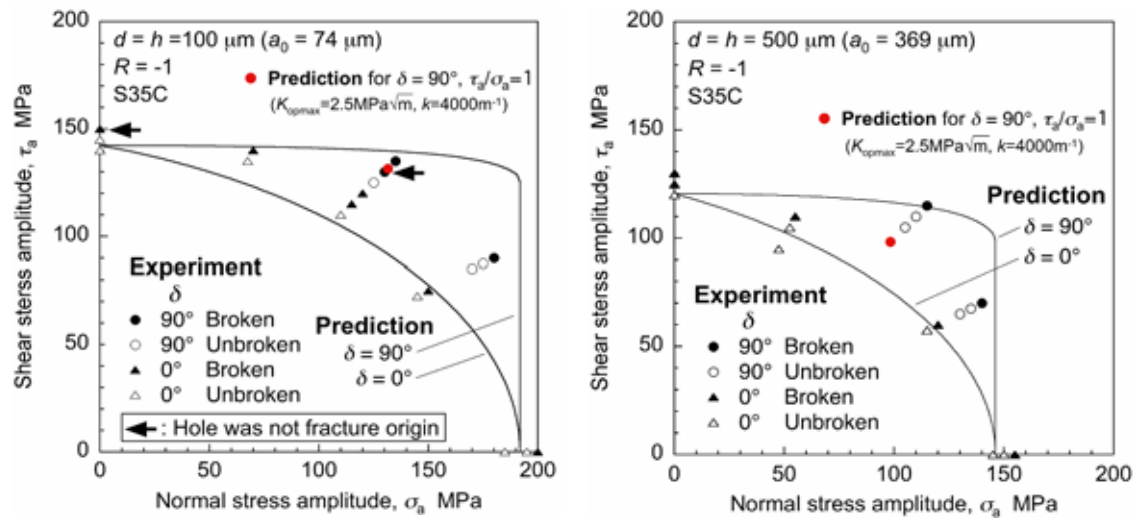 200
150
100
50
0
Shear sterss amplitude, τa MPa
d = h =100 μm (a0 = 74 μm)
R = -1
S35C
Prediction for δ = 90°, τa/σa=1
(Kopmax=2.5MPa√m, k=4000m-1)
Experiment
δ
90° Broken
90° Unbroken
0° Broken
0° Unbroken
Prediction
δ = 90°
δ = 0°
: Hole was not fracture origin
0 50 100 150 200
Normal stress amplitude, σa MPa
200
150
100
50
0
Shear sterss amplitude, τa MPa
d = h = 500 μm (a0 = 369 μm)
R = -1
S35C
Prediction for δ = 90°, τa/σa=1
(Kopmax=2.5MPa√m, k=4000m-1)
Prediction
δ = 90°
δ = 0°
Experiment
δ
90° Broken
90° Unbroken
0° Broken
0° Unbroken
0 50 100 150 200
Normal stress amplitude, σa MPa